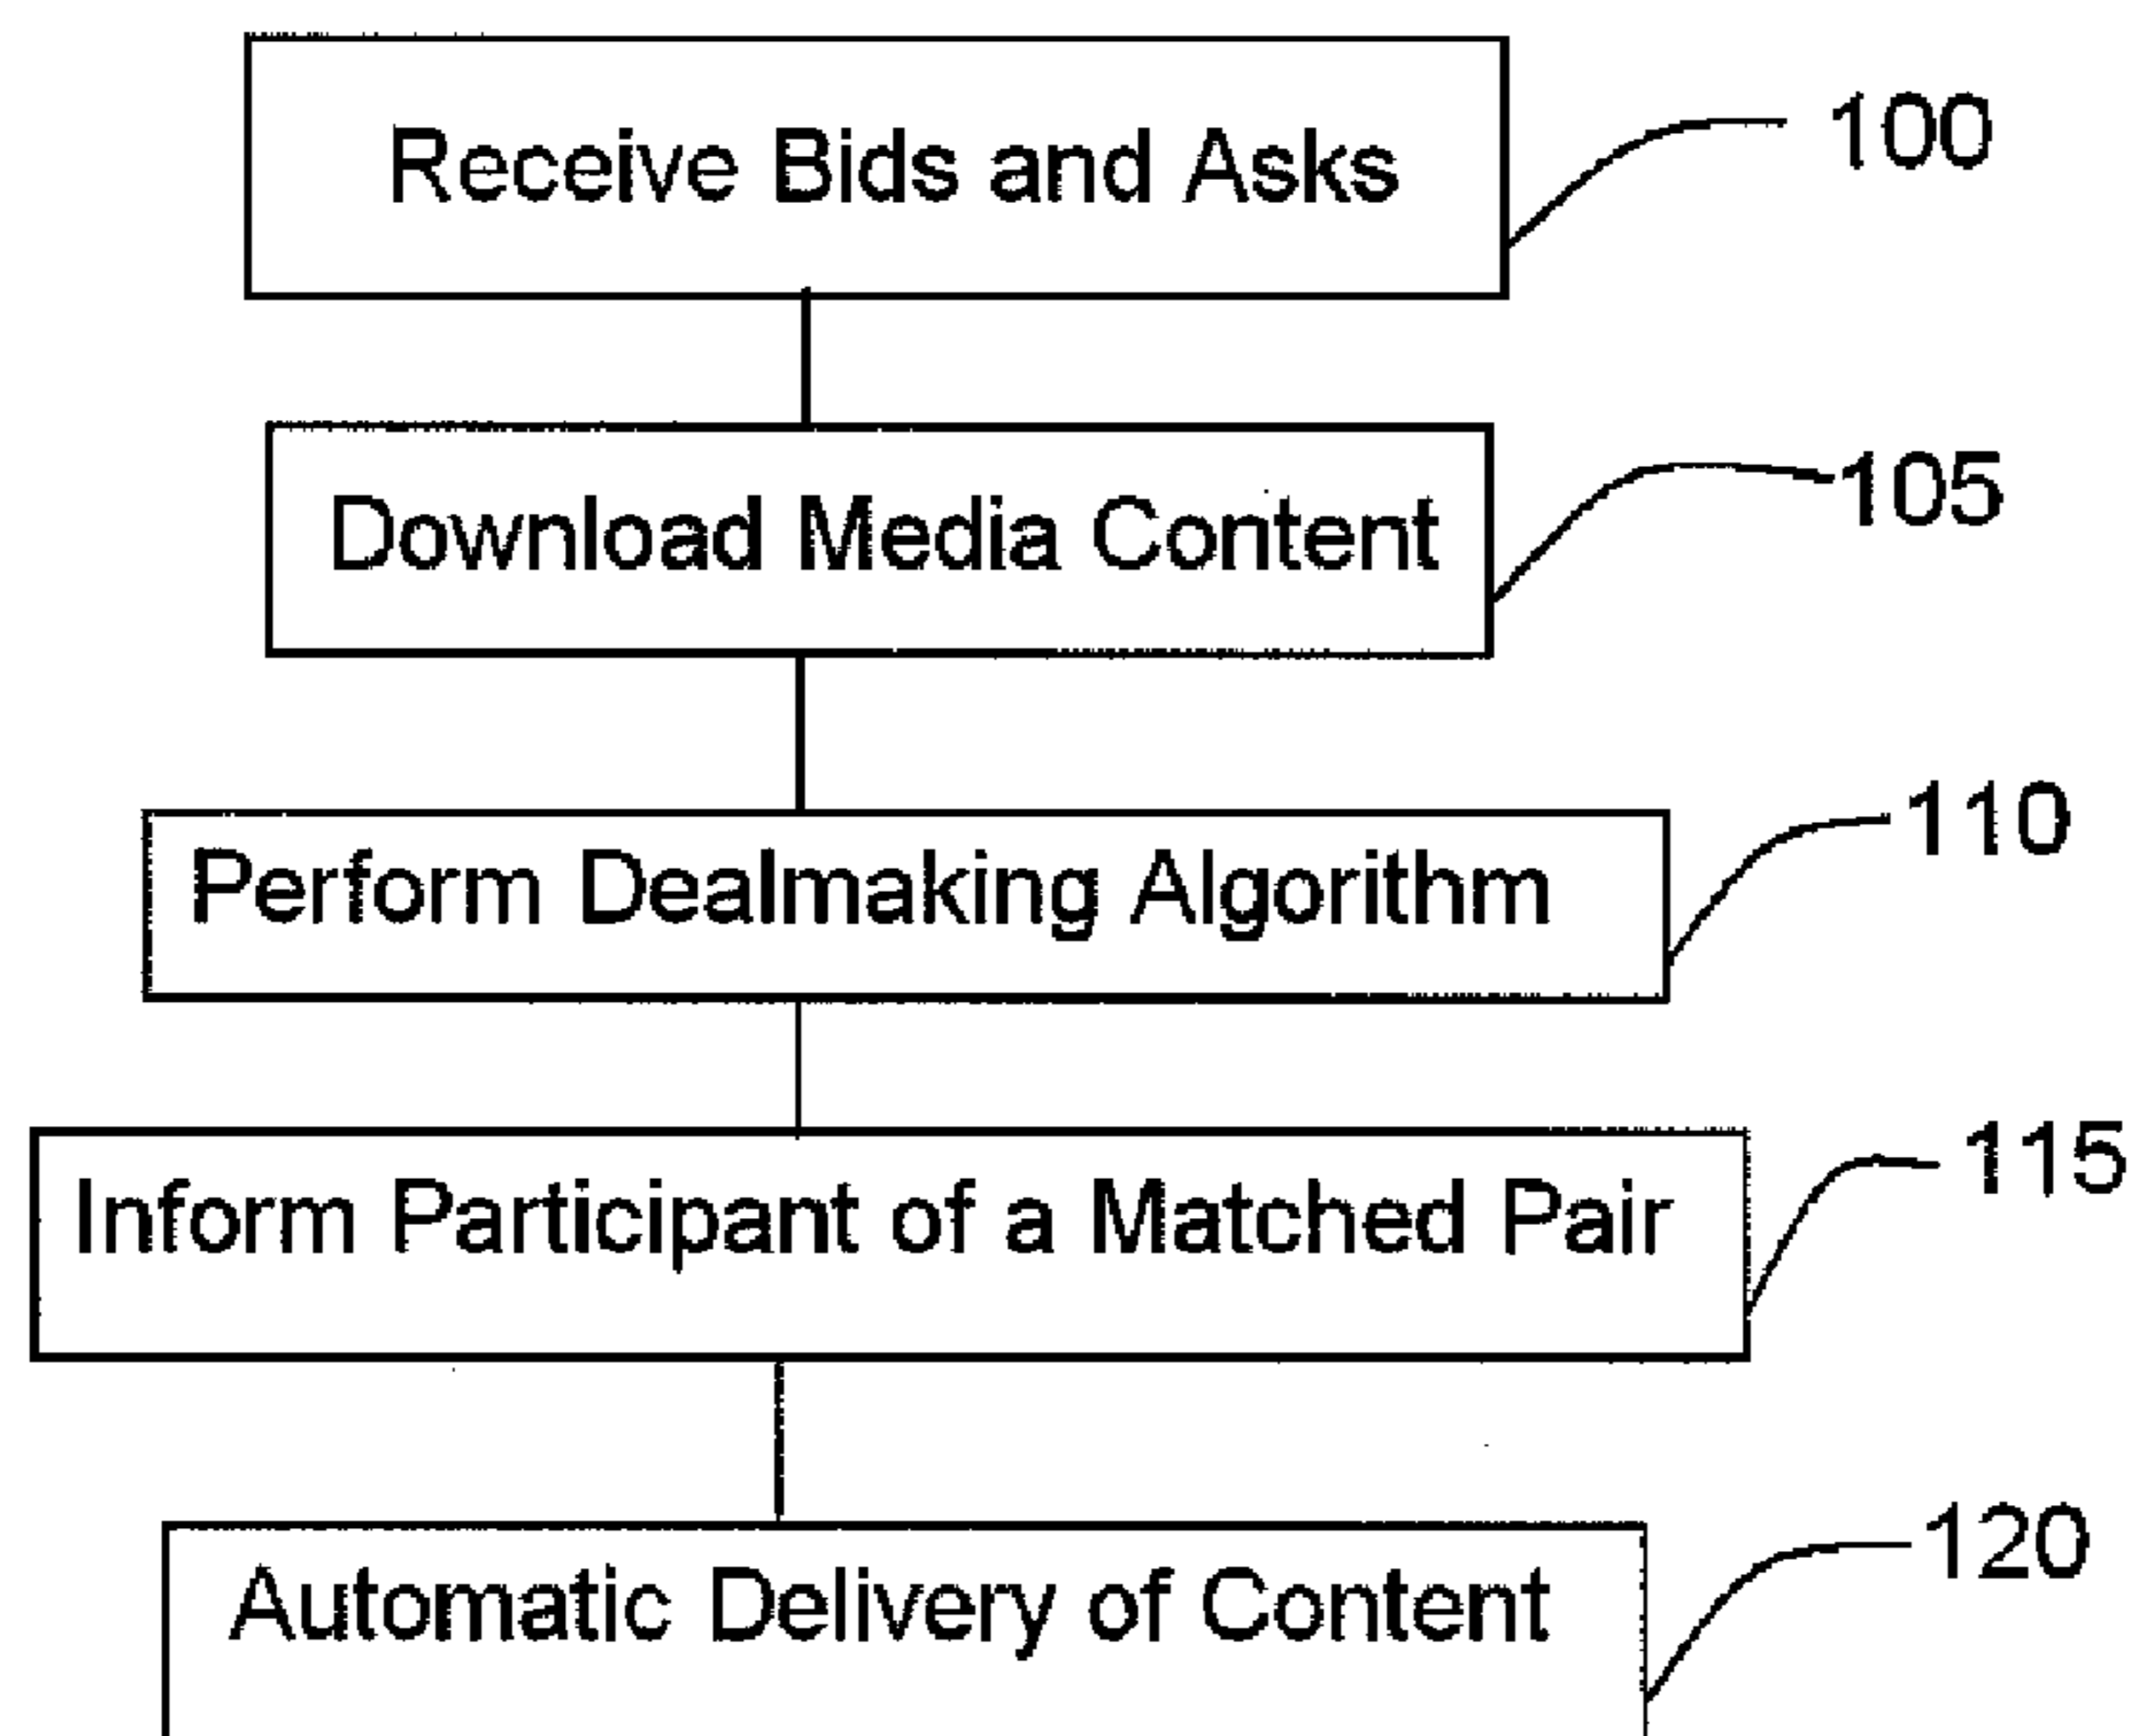 Receive Bids and Asks
100
Download Media Content
105
Perform Dealmaking Algorithm
110
Inform Participant of a Matched Pair
115
Automatic Delivery of Content
120